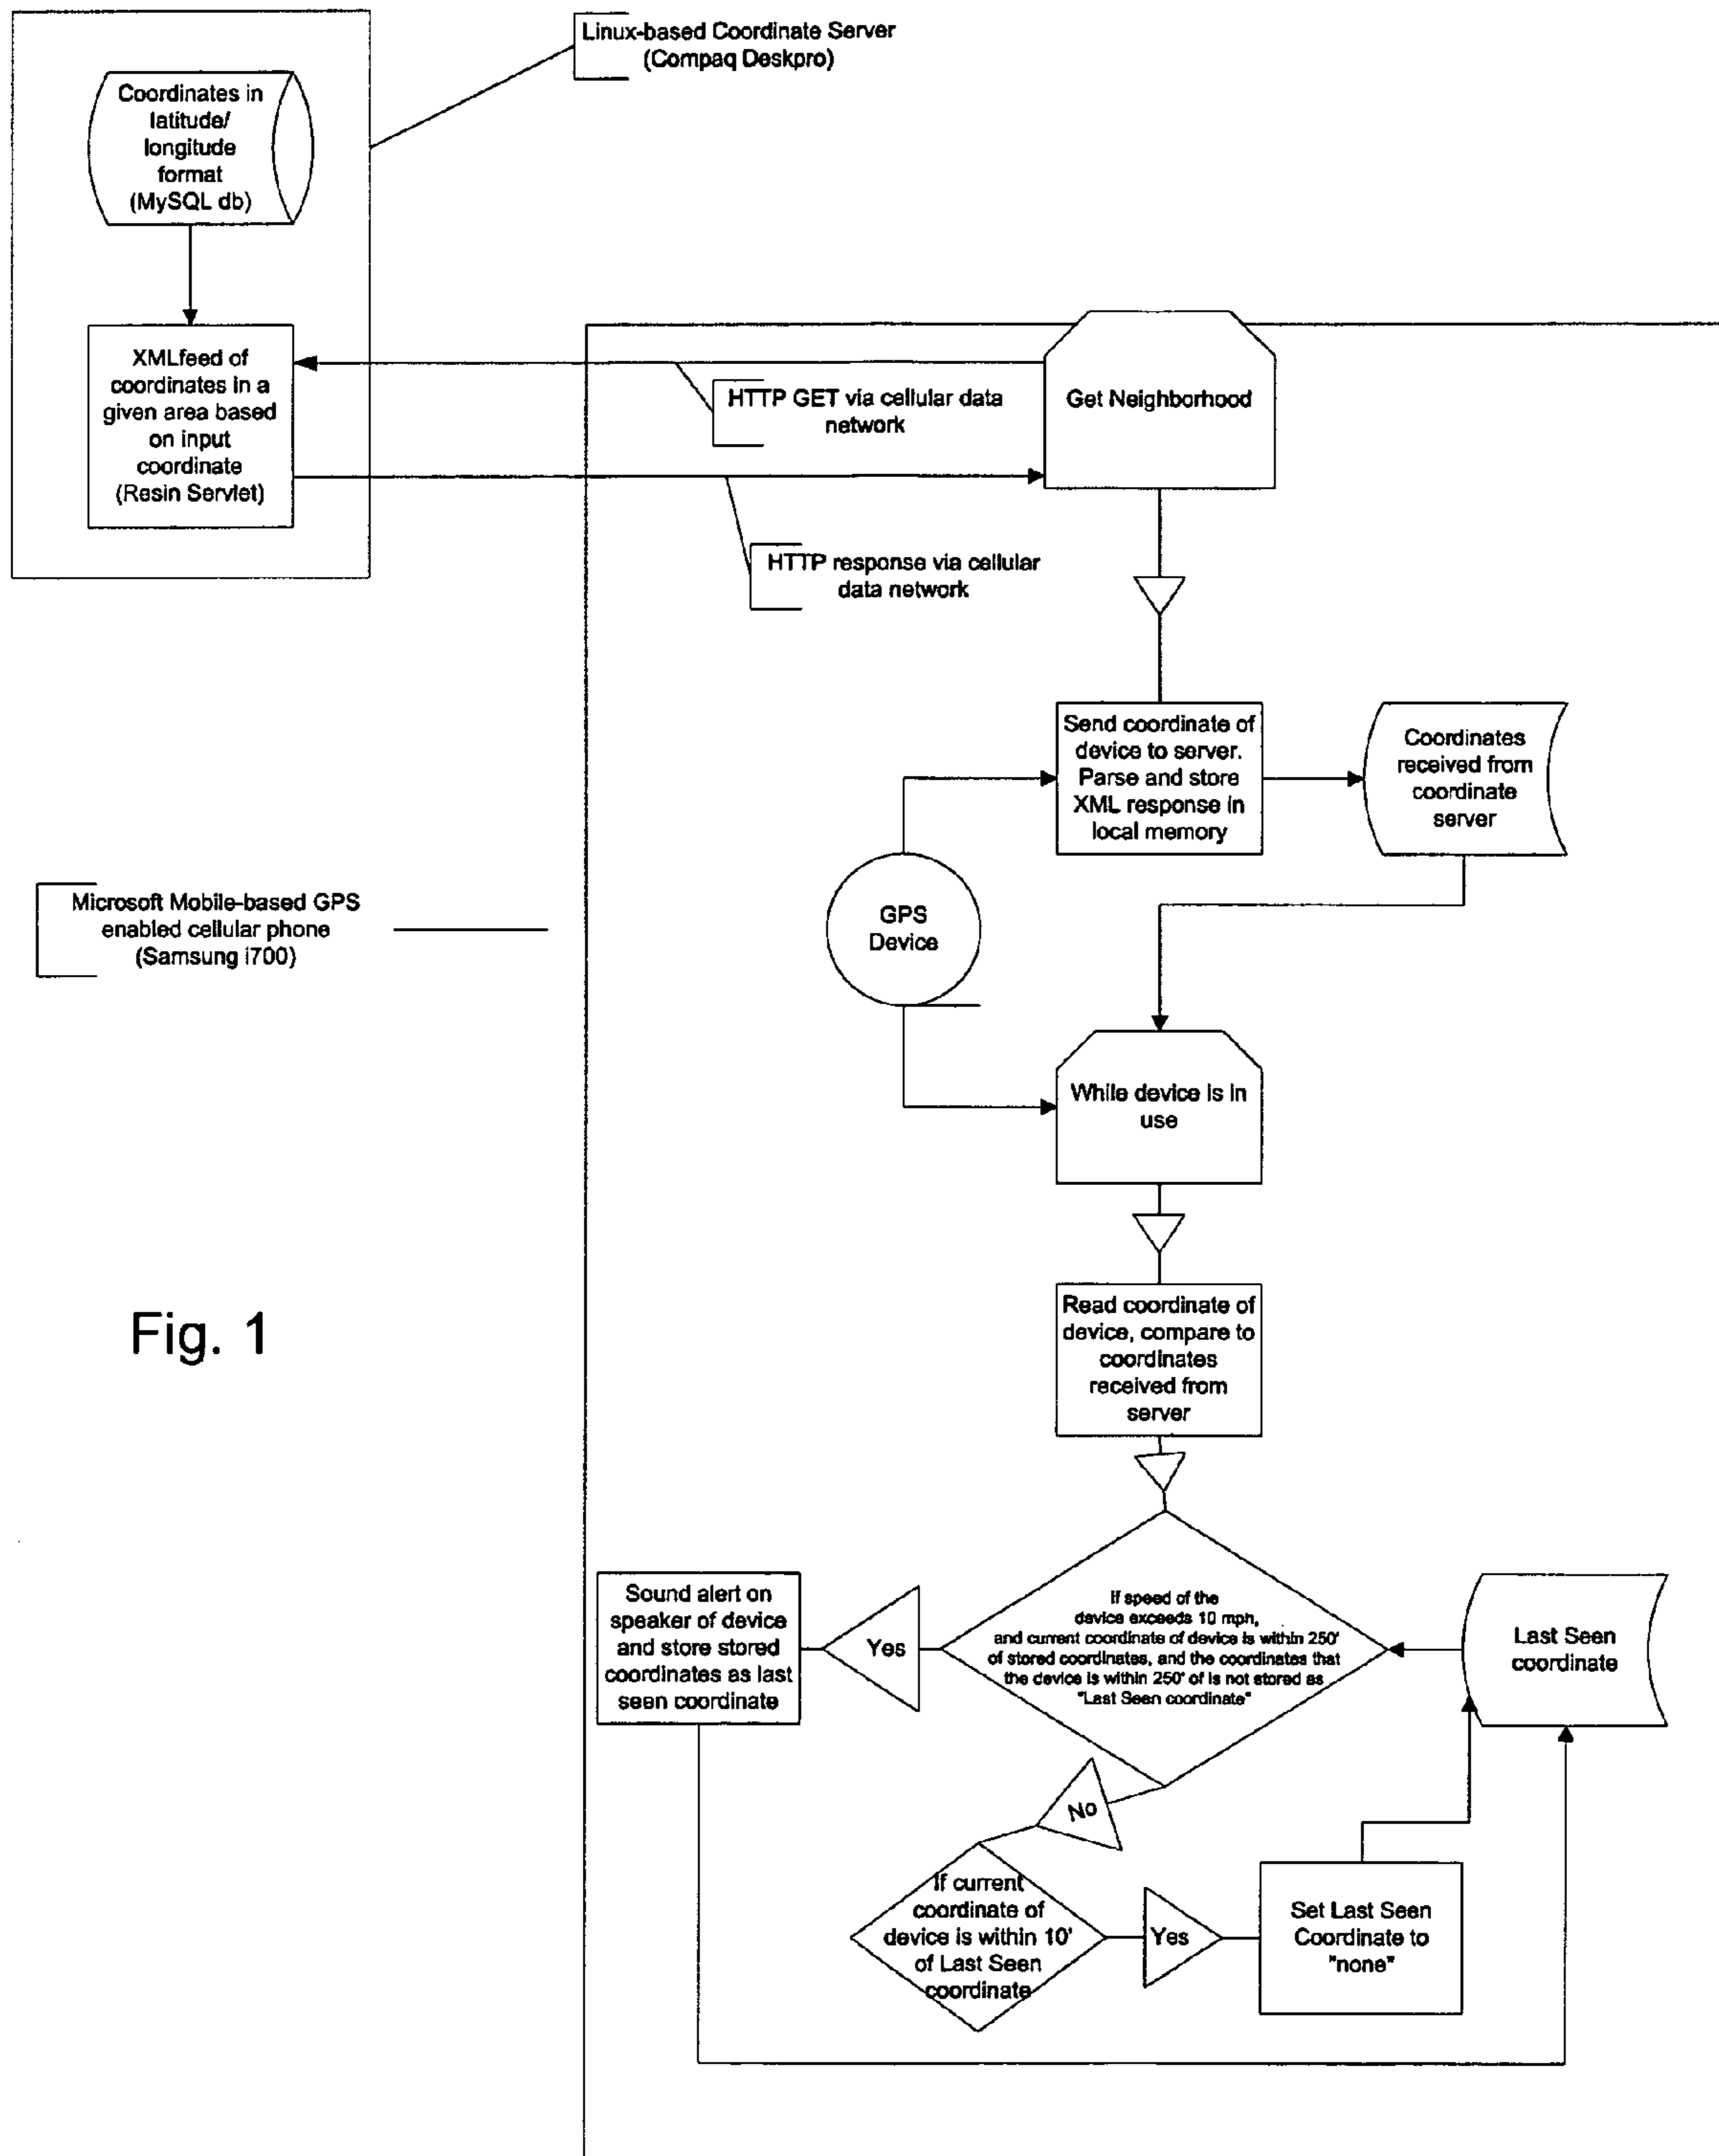 Linux-based Coordinate Server
(Compaq Deskpro)
Coordinates in
latitude/
longitude
format
(MySQL db)
XMLfeed of
coordinates in a
given area based
on input
coordinate
(Resin Servlet)
HTTP GET via cellular data
network
Get Neighborhood
HTTP response via cellular
data network
Send coordinate of
device to server.
Parse and store
XML response in
local memory
Coordinates
received from
coordinate
server
Microsoft Mobile-based GPS
enabled cellular phone
(Samsung i700)
GPS
Device
While device is in
use
Fig. 1
Read coordinate of
device, compare to
coordinates
received from
server
Sound alert on
speaker of device
and store stored
coordinates as last
seen coordinate
Yes
If speed of the
device exceeds 10 mph,
and current coordinate of device is within 250'
of stored coordinates, and the coordinates that
the device is within 250' of is not stored as
"Last Seen coordinate"
Last Seen
coordinate
No
If current
coordinate of
device is within 10'
of Last Seen
coordinate
Yes
Set Last Seen
Coordinate to
"none"